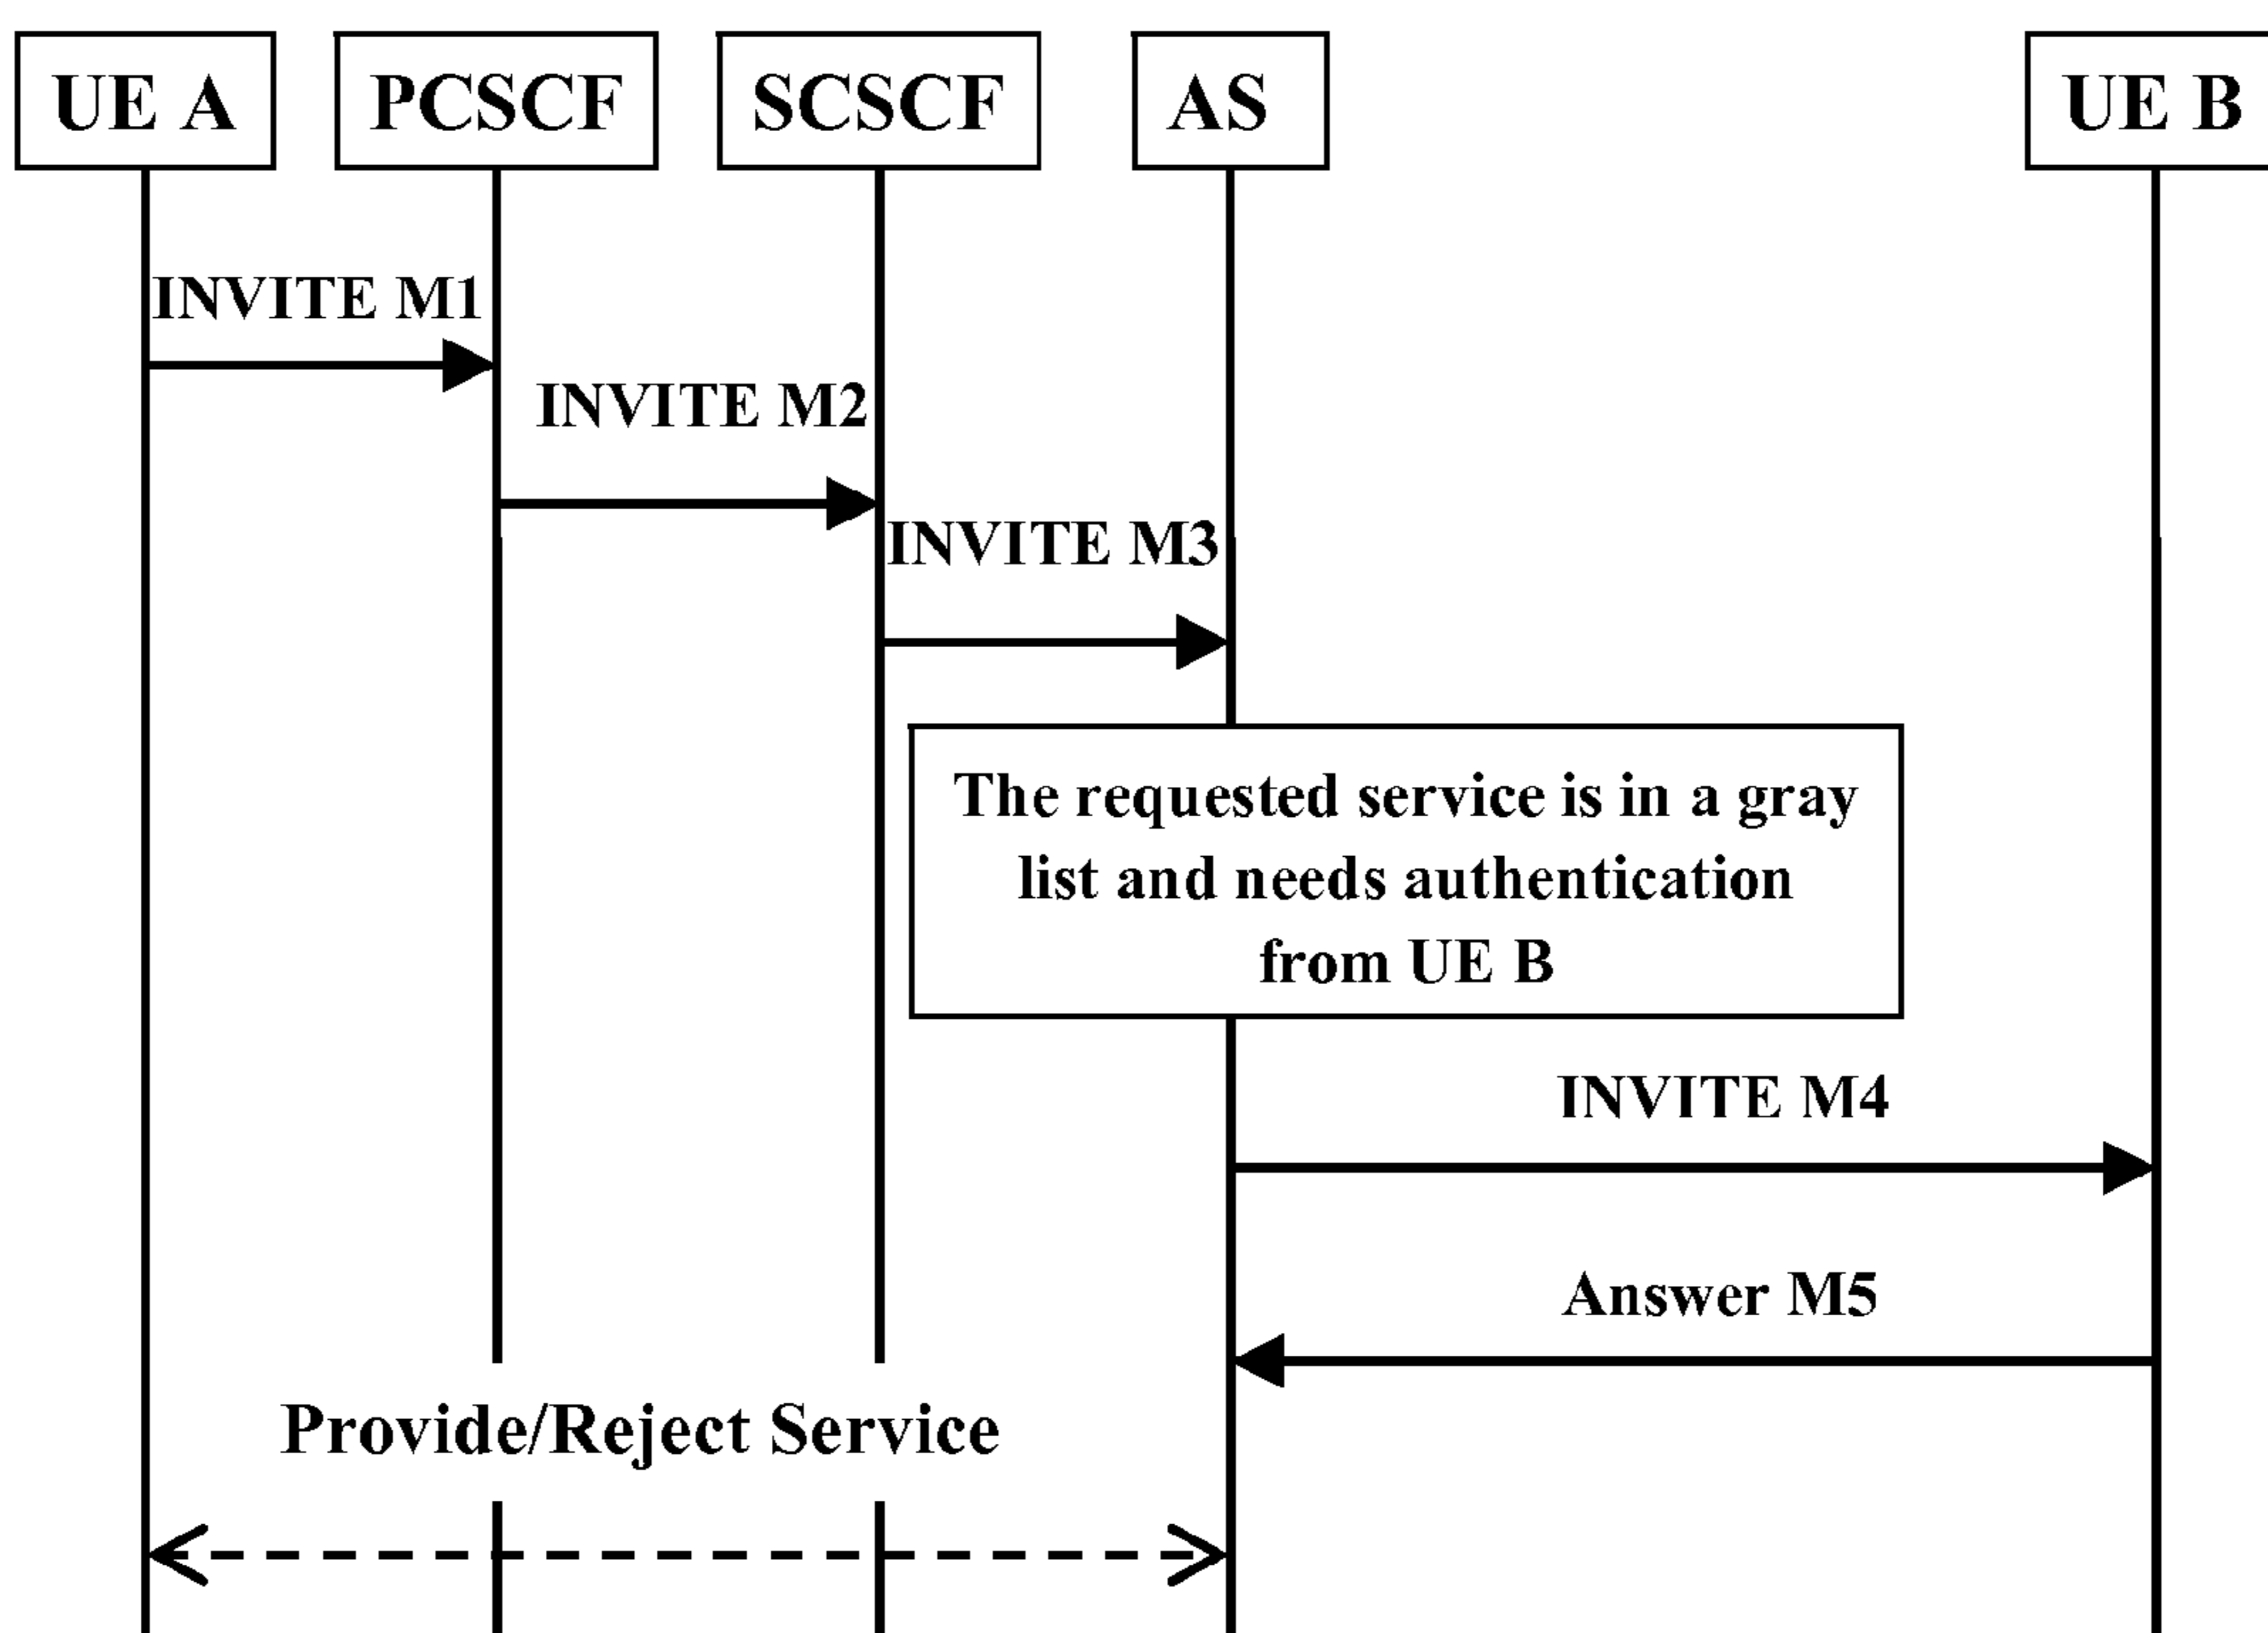 UE A
PCSCF
SCSCF
AS
UE B
INVITE M1
INVITE M2
INVITE M3
The requested service is in a gray
list and needs authentication
from UE B
INVITE M4
Answer M5
Provide/Reject Service